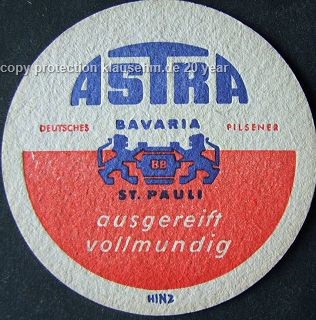 copy protection klausehm.de 20 year
ASTRA
DEUTSCHES BAVARIA PILSENER
BB
ST. PAULI
ausgereift
vollmundig
HINZ